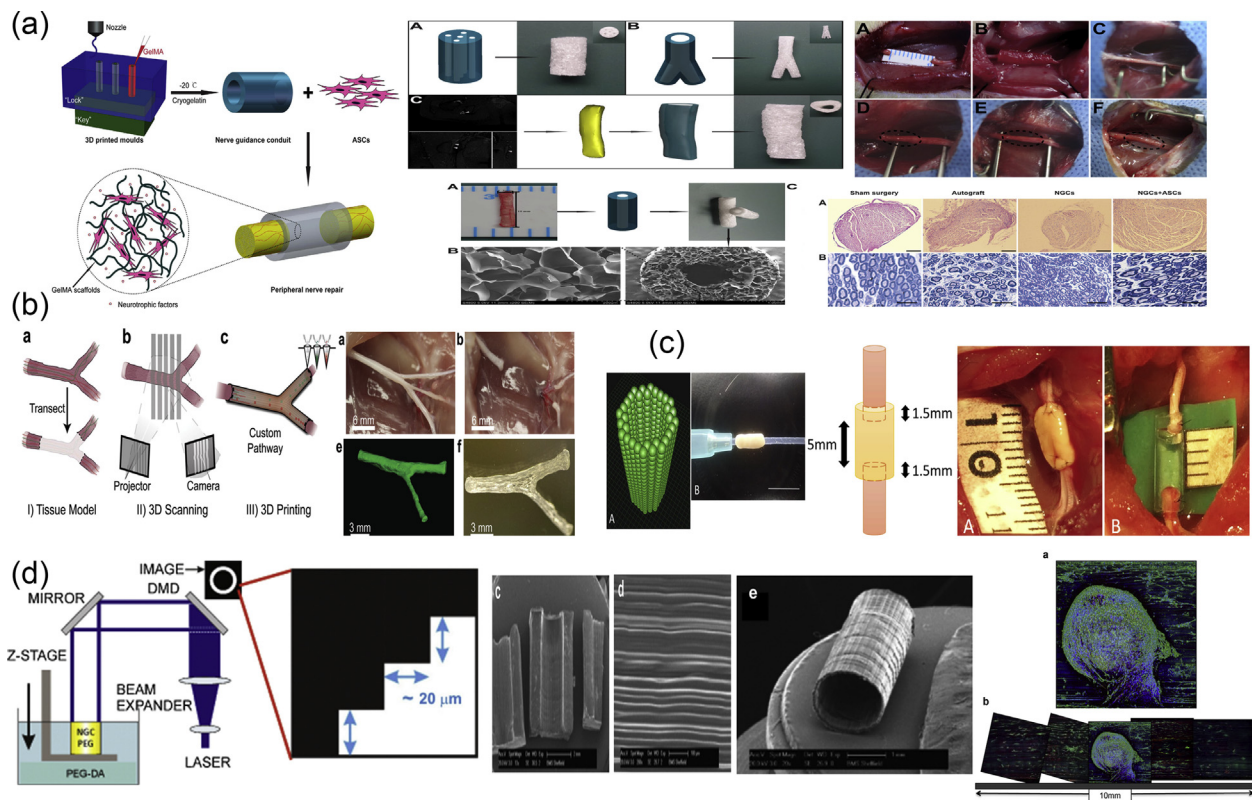 (a)
Nozzle
GelMA
"Lock"
"Key"
3D printed moulds
-20 ℃
Cryogelatin
Nerve guidance conduit
+
ASCs
GelMA scaffolds
Neurotrophic factors
Peripheral nerve repair
A
B
C
A
B
C
A
B
C
D
E
F
Sham surgery
Autograft
NGCs
NGCs+ASCs
A
B
(b)
a
b
c
Transect
Projector
Camera
Custom
Pathway
I) Tissue Model
II) 3D Scanning
III) 3D Printing
a
b
6 mm
6 mm
e
f
3 mm
3 mm
(c)
A
B
5mm
1.5mm
1.5mm
A
B
(d)
IMAGE
DMD
MIRROR
Z-STAGE
BEAM
EXPANDER
NGC
PEG
LASER
PEG-DA
~ 20 µm
c
d
e
a
b
10mm